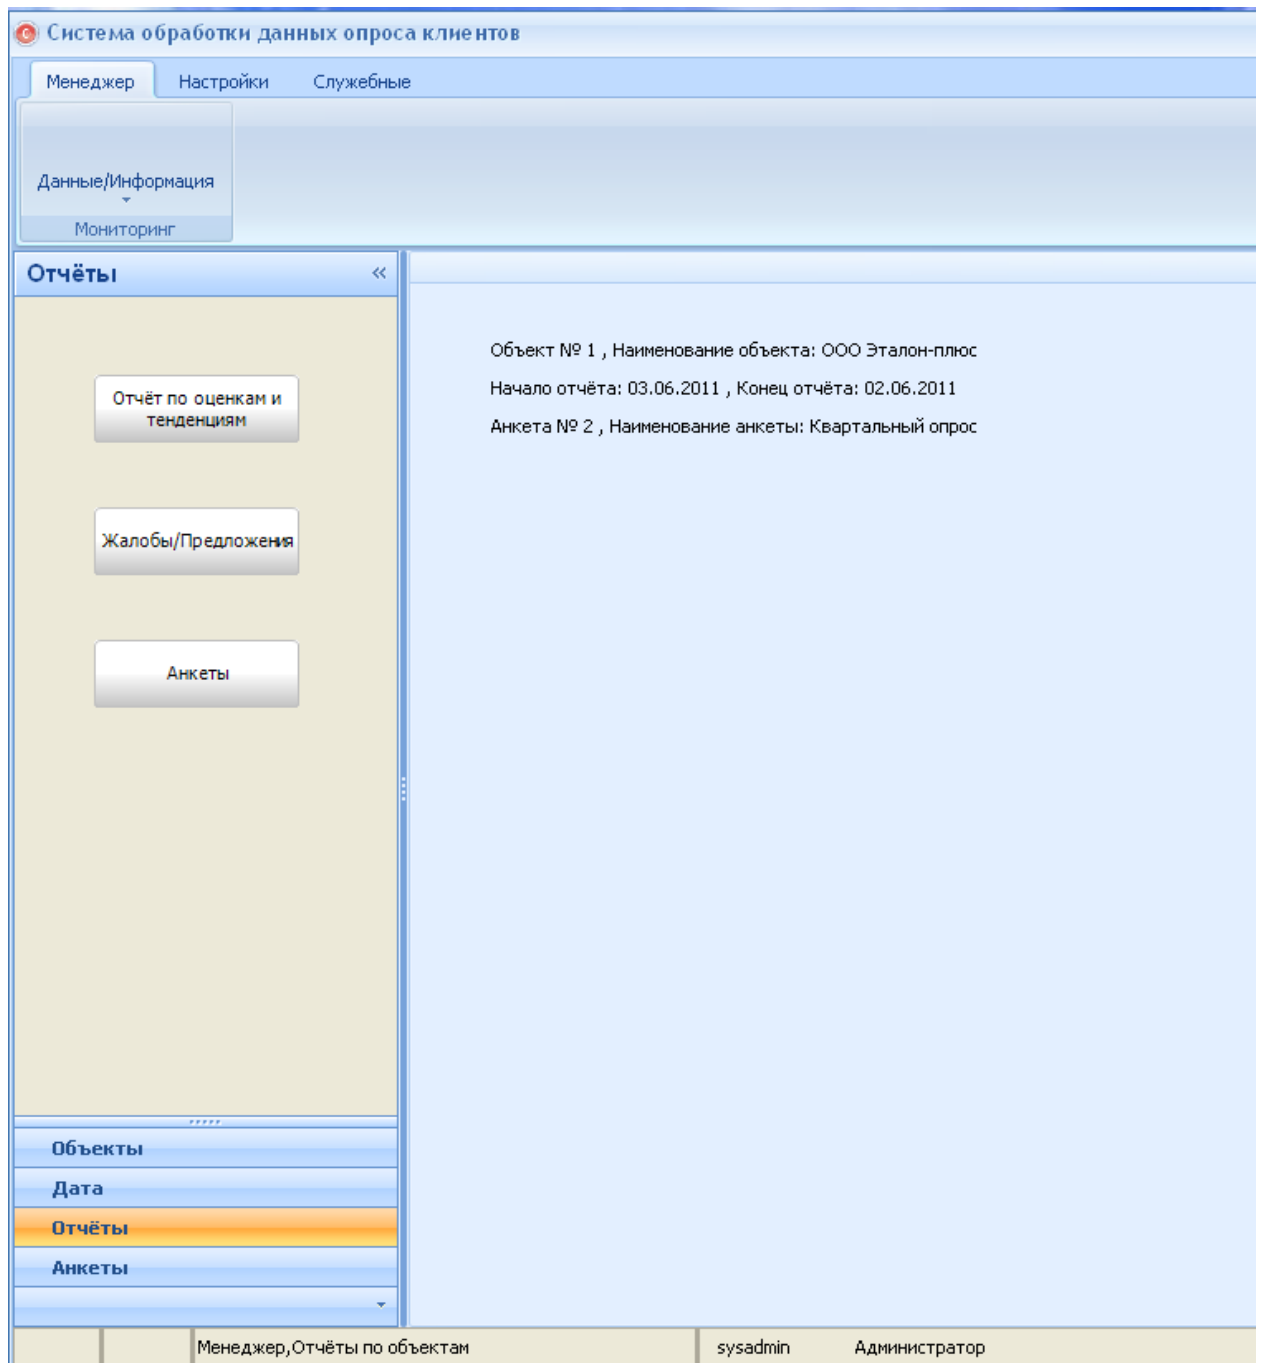 Система обработки данных опроса клиентов
Менеджер Настройки Служебные
Данные/Информация
Мониторинг
Отчёты «
Объект № 1 , Наименование объекта: ООО Эталон-плюс
Начало отчёта: 03.06.2011 , Конец отчёта: 02.06.2011
Анкета № 2 , Наименование анкеты: Квартальный опрос
Отчёт по оценкам и
тенденциям
Жалобы/Предложения
Анкеты
Объекты
Дата
Отчёты
Анкеты
Менеджер,Отчёты по объектам sysadmin Администратор